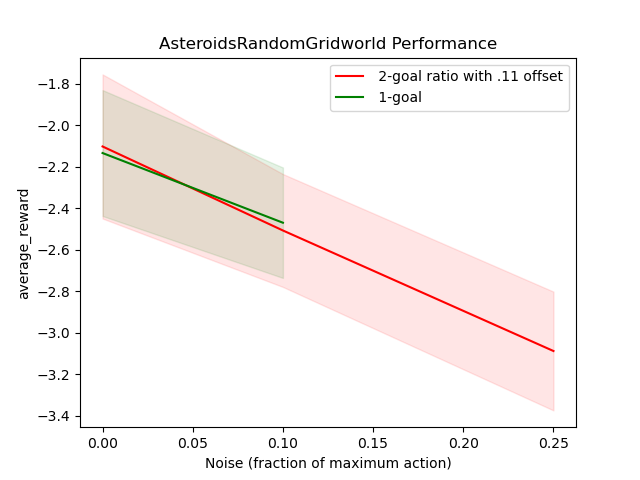 AsteroidsRandomGridworld Performance
2-goal ratio with .11 offset
1-goal
average_reward
−1.8
−2.0
−2.2
−2.4
−2.6
−2.8
−3.0
−3.2
−3.4
0.00 0.05 0.10 0.15 0.20 0.25
Noise (fraction of maximum action)